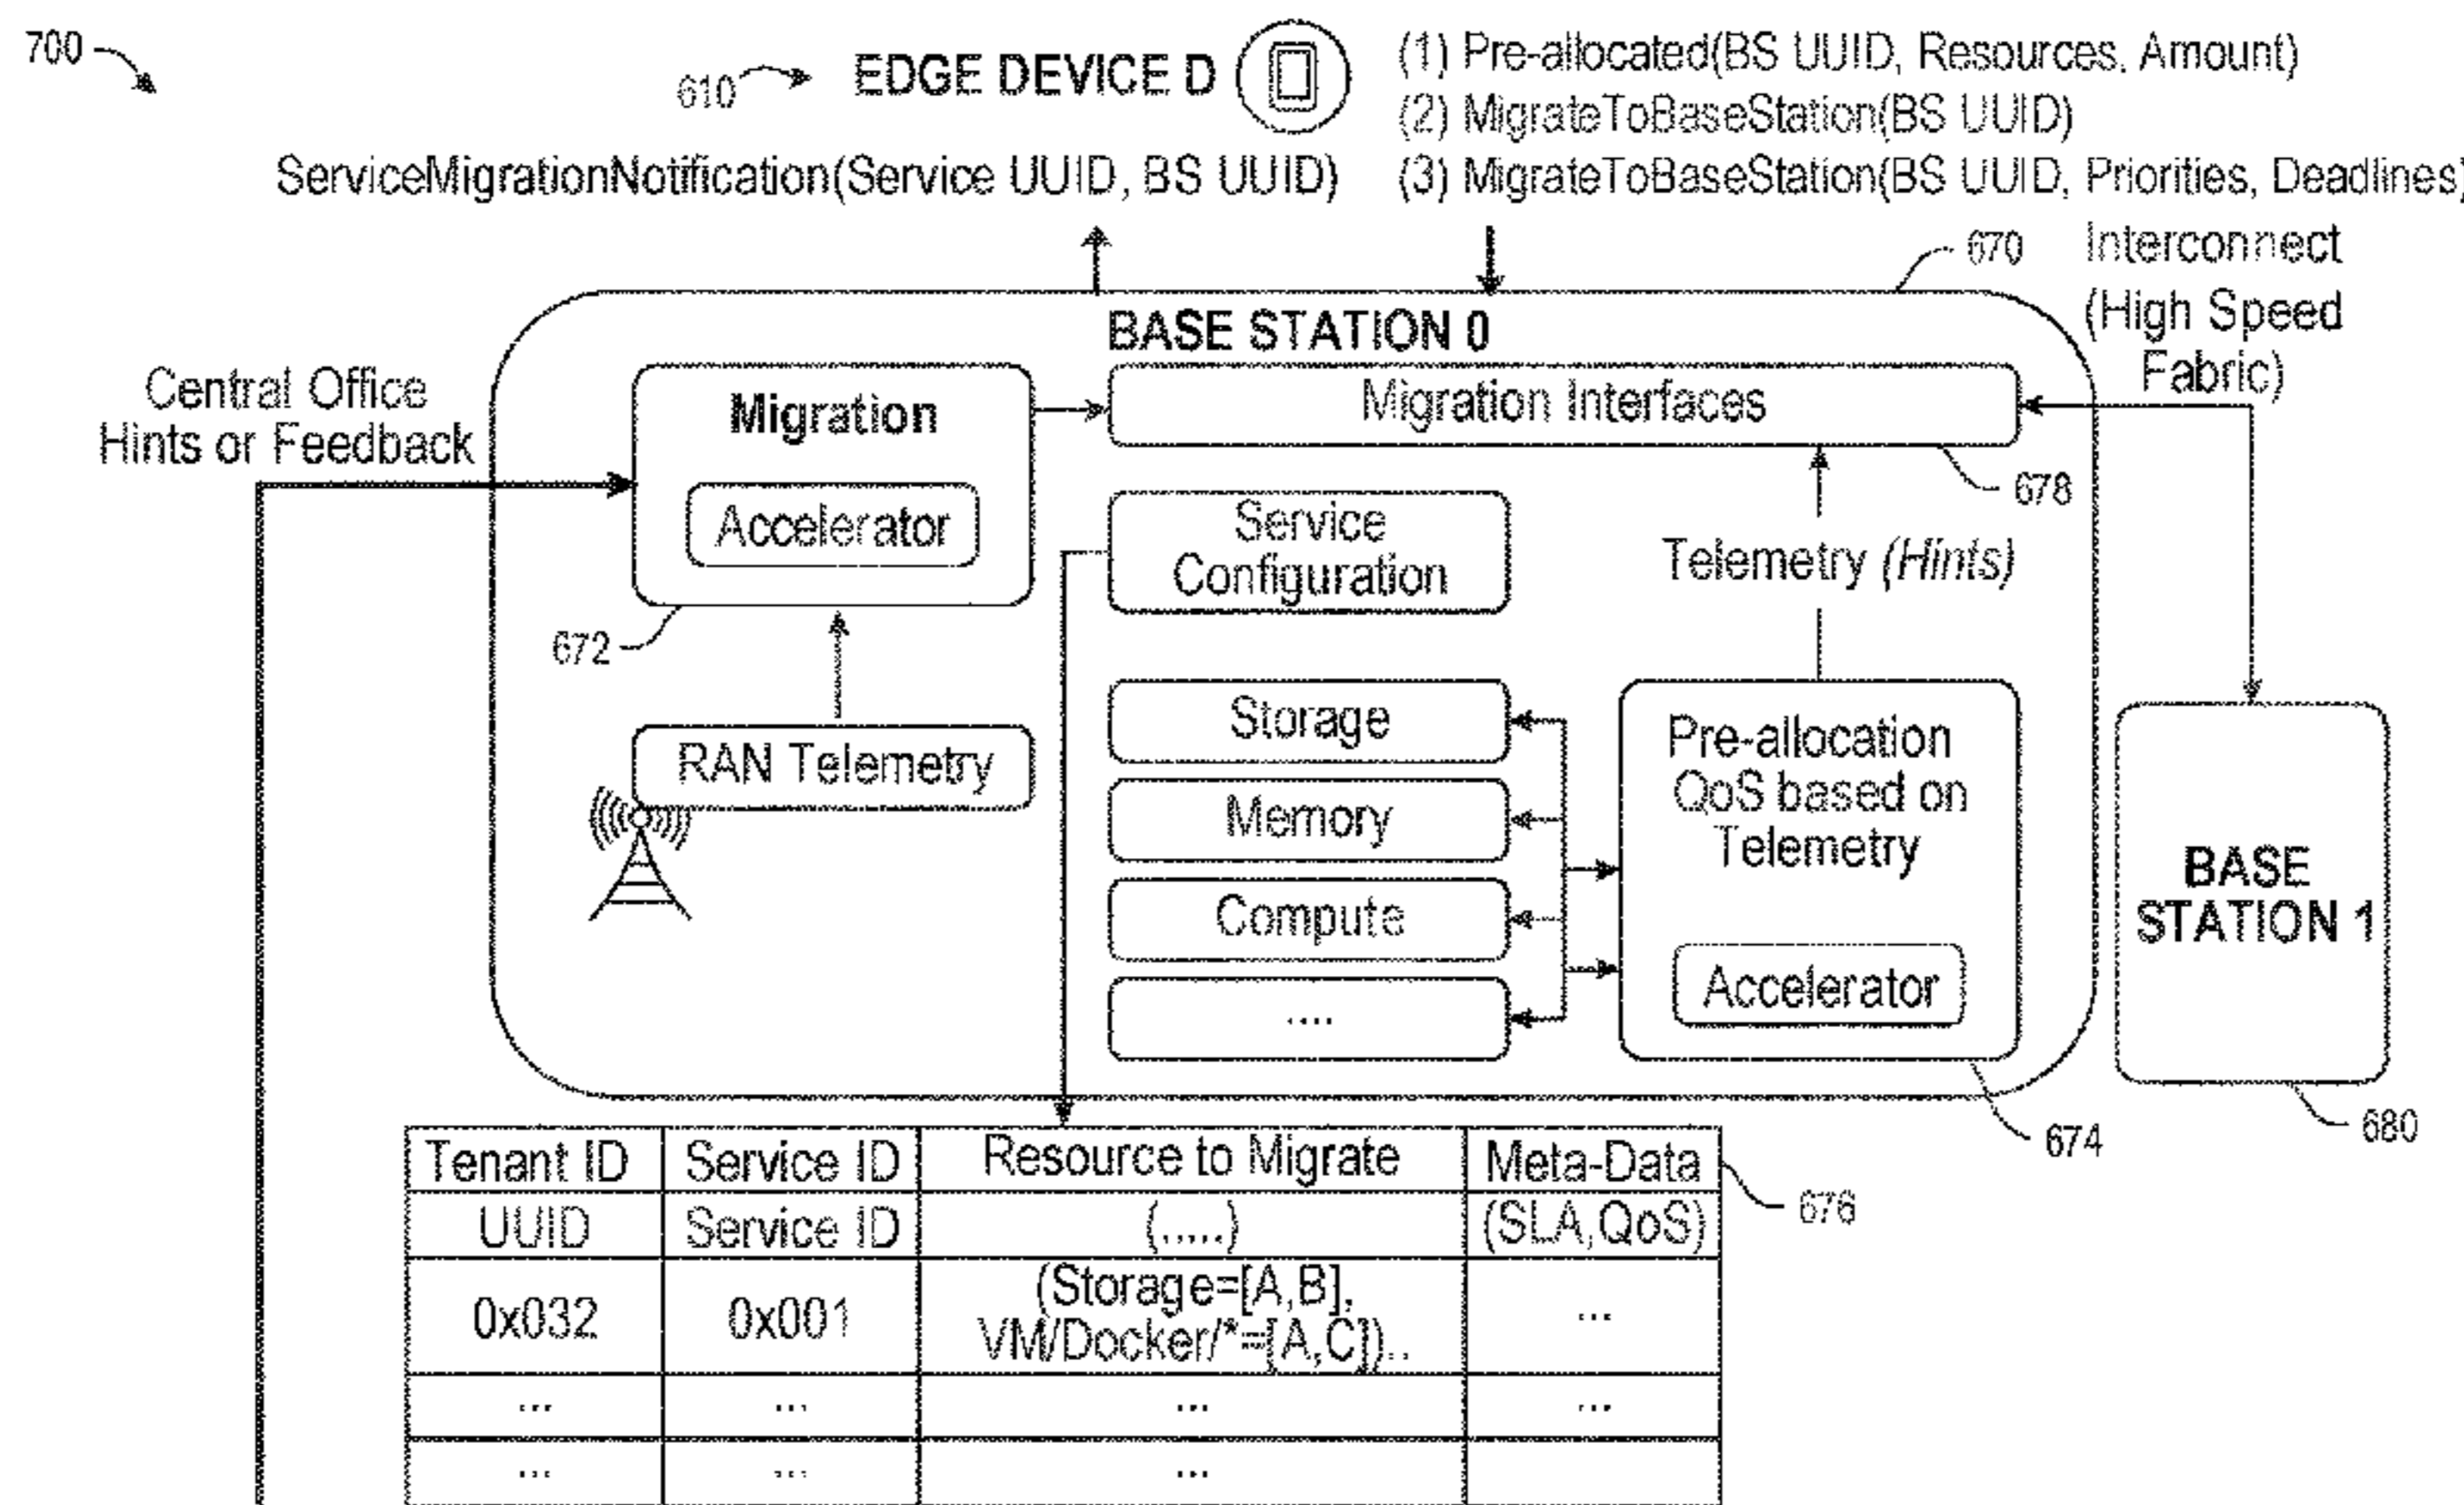 700
610
EDGE DEVICE D
(1) Pre-allocated(BS UUID, Resources, Amount)
(2) MigrateToBaseStation(BS UUID)
ServiceMigrationNotification(Service UUID, BS UUID)
(3) MigrateToBaseStation(BS UUID, Priorities, Deadlines)
670
Interconnect
(High Speed
Fabric)
BASE STATION 0
Central Office
Hints or Feedback
Migration
Accelerator
672
Migration Interfaces
678
Service
Configuration
Telemetry (Hints)
RAN Telemetry
Storage
Memory
Compute
....
Pre-allocation
QoS based on
Telemetry
Accelerator
674
BASE
STATION 1
680
Tenant ID Service ID Resource to Migrate Meta-Data
676
UUID Service ID (.....) (SLA,QoS)
0x032 0x001 (Storage=[A,B],
VM/Docker/*=[A,C]).. ...
... ... ... ...
... ... ...